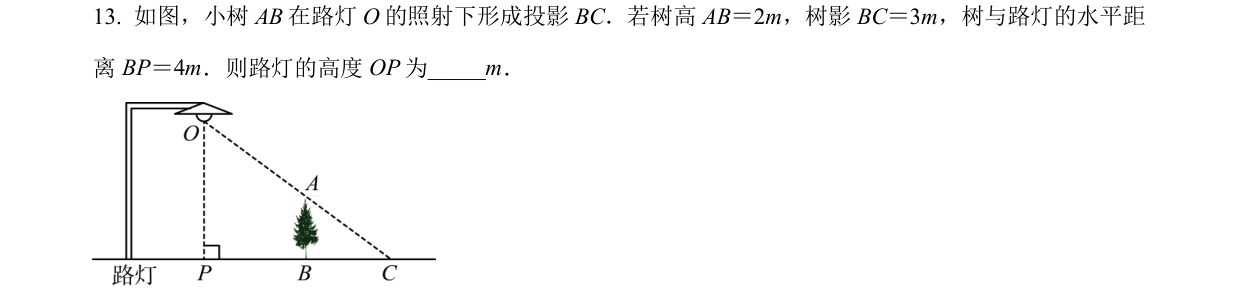 13. 如图，小树 AB 在路灯 O 的照射下形成投影 BC．若树高 AB＝2m，树影 BC＝3m，树与路灯的水平距
离 BP＝4m．则路灯的高度 OP 为_____m．
O
A
路灯 P B C